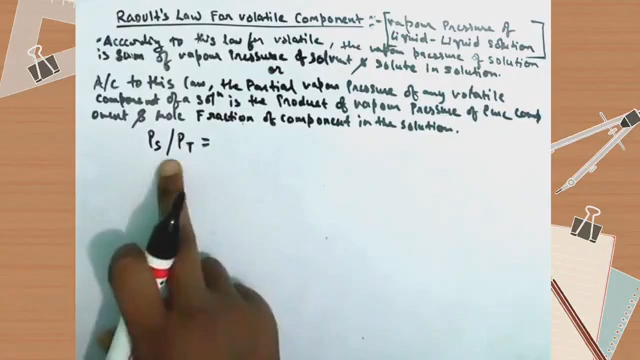 Raoult's Law For Volatile Component :- [vapour Pressure of
Liquid-Liquid solution]
- According to this law for volatile, the vapour pressure of solution
is sum of vapour Pressure of solvent & solute in solution.
or
A/c to this law, the Partial vapour Pressure of any volatile
component of a solⁿ is the Product of vapour Pressure of Pure comp
onent & mole Fraction of component in the solution.
Ps/PT =